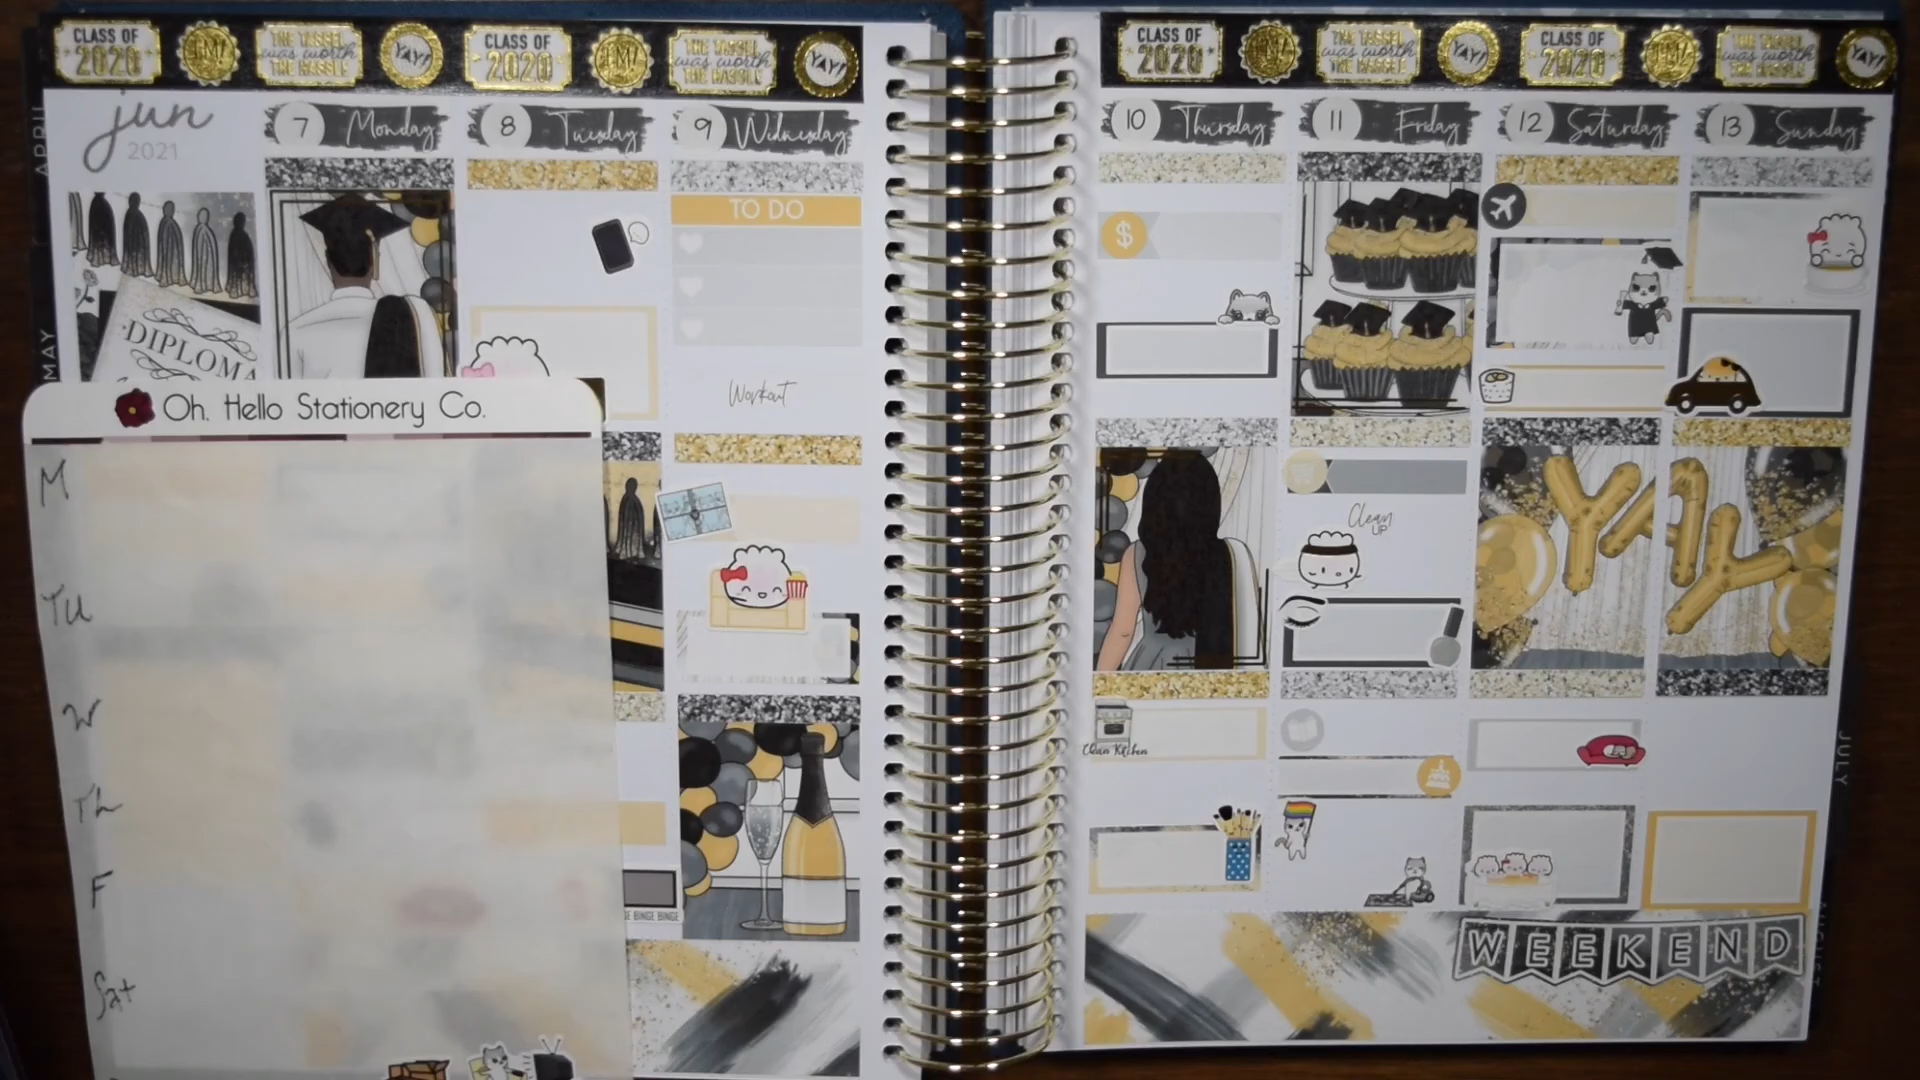 CLASS OF 2020
THE TASSEL was worth THE HASSLE
YAY!
CLASS OF 2020
THE TASSEL was worth THE HASSLE
YAY!
CLASS OF 2020
THE TASSEL was worth THE HASSLE
YAY!
CLASS OF 2020
THE TASSEL was worth THE HASSLE
YAY!
jun
2021
7 Monday
8 Tuesday
9 Wednesday
10 Thursday
11 Friday
12 Saturday
13 Sunday
APRIL
MAY
TO DO
$
DIPLOMA
Workout
Oh, Hello Stationery Co.
M
TU
W
Th
F
Sat
Clean UP
YAY
YAY
Clean Kitchen
BINGE BINGE
WEEKEND
JULY